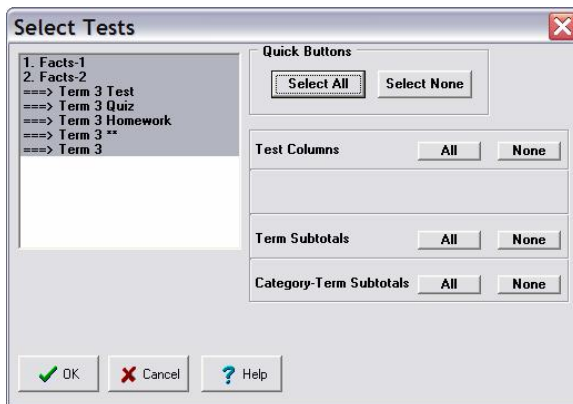 Select Tests
1. Facts-1
2. Facts-2
===> Term 3 Test
===> Term 3 Quiz
===> Term 3 Homework
===> Term 3 **
===> Term 3
Quick Buttons
Select All Select None
Test Columns All None
Term Subtotals All None
Category-Term Subtotals All None
OK Cancel ? Help